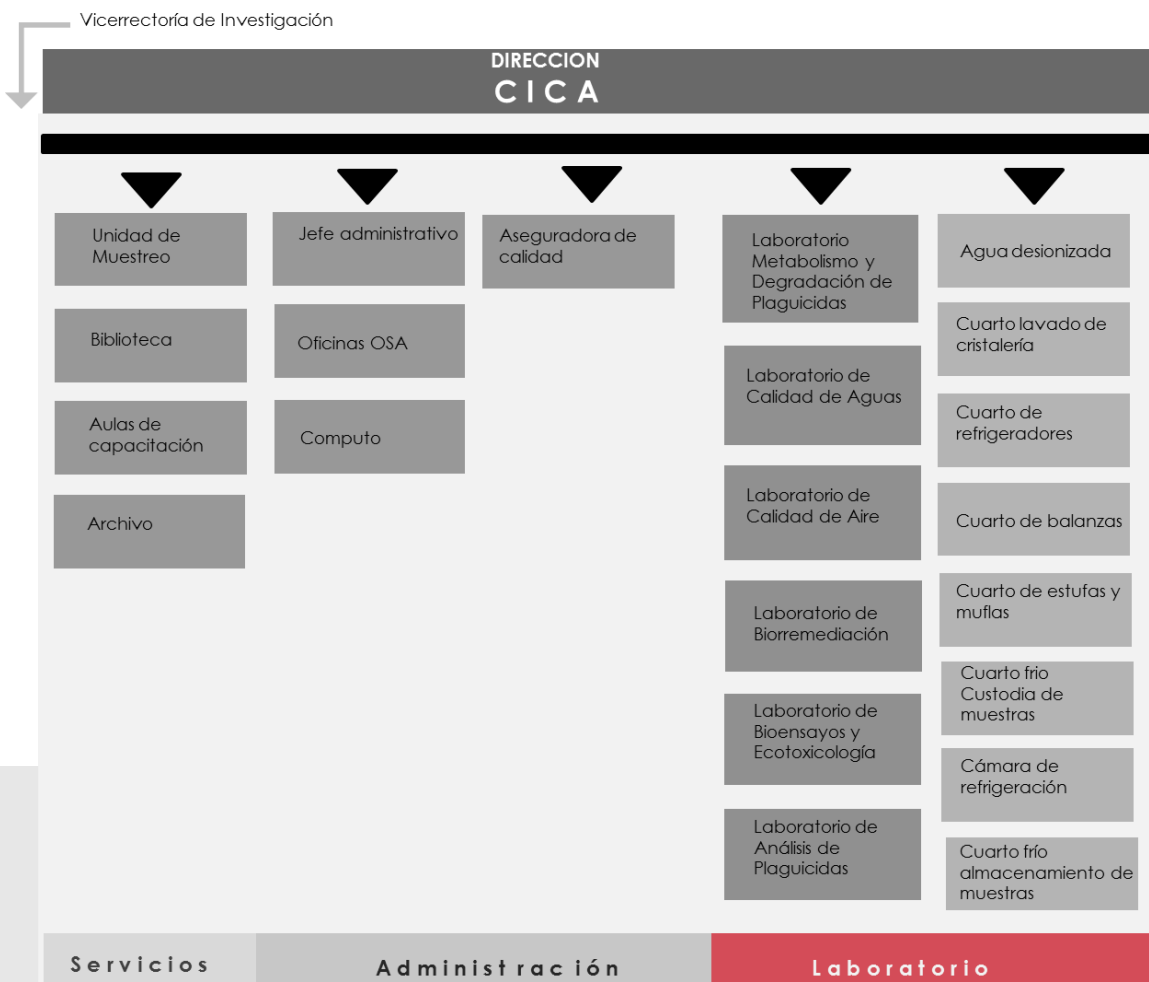 Vicerrectoría de Investigación
DIRECCION
CICA
Unidad de
Muestreo
Biblioteca
Aulas de
capacitación
Archivo
Jefe administrativo
Oficinas OSA
Computo
Aseguradora de
calidad
Laboratorio
Metabolismo y
Degradación de
Plaguicidas
Laboratorio de
Calidad de Aguas
Laboratorio de
Calidad de Aire
Laboratorio de
Biorremediación
Laboratorio de
Bioensayos y
Ecotoxicología
Laboratorio de
Análisis de
Plaguicidas
Agua desionizada
Cuarto lavado de
cristalería
Cuarto de
refrigeradores
Cuarto de balanzas
Cuarto de estufas y
muflas
Cuarto frio
Custodia de
muestras
Cámara de
refrigeración
Cuarto frío
almacenamiento de
muestras
Servicios
Administración
Laboratorio